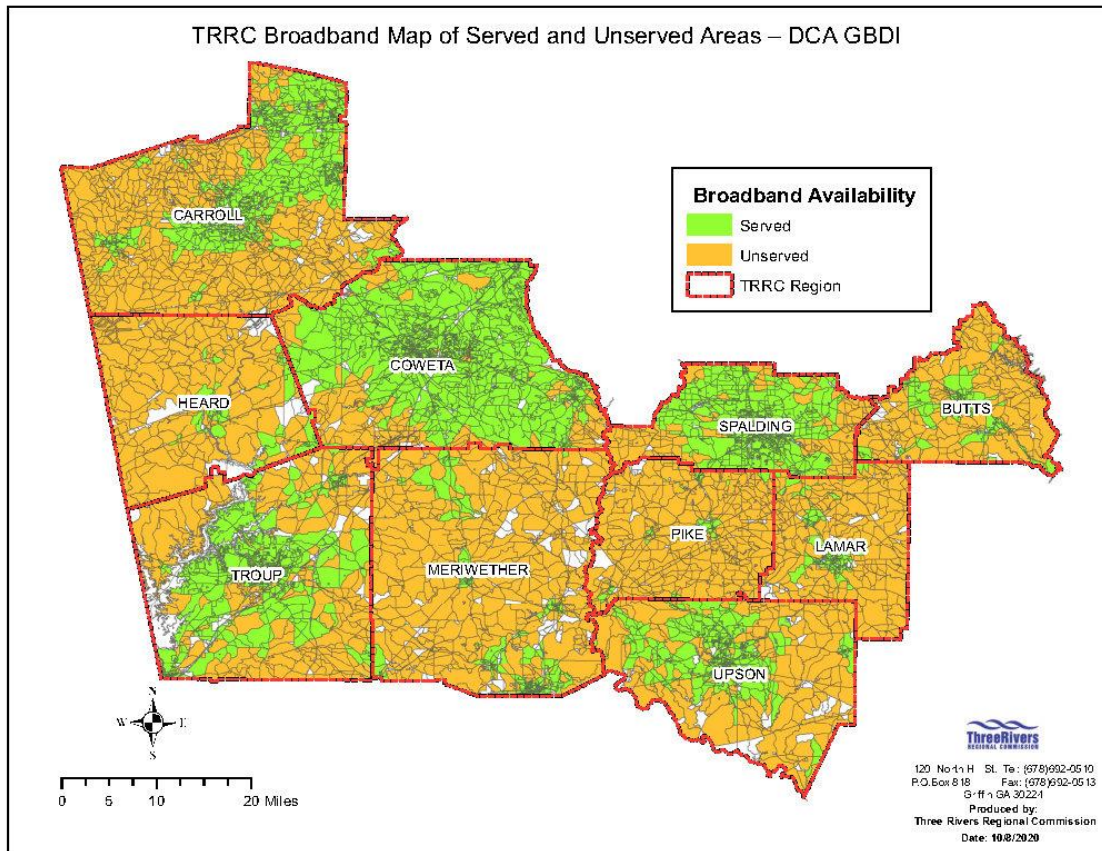 TRRC Broadband Map of Served and Unserved Areas – DCA GBDI
Broadband Availability
Served
Unserved
TRRC Region
CARROLL
COWETA
HEARD
SPALDING
BUTTS
PIKE
LAMAR
TROUP
MERIWETHER
UPSON
N
W E
S
0 5 10 20 Miles
ThreeRivers
REGIONAL COMMISSION
120 North St. Tel: (678)692-0510
P.O.Box 818 Fax: (678)692-0513
Griffin GA 30224
Produced by:
Three Rivers Regional Commission
Date: 10/8/2020